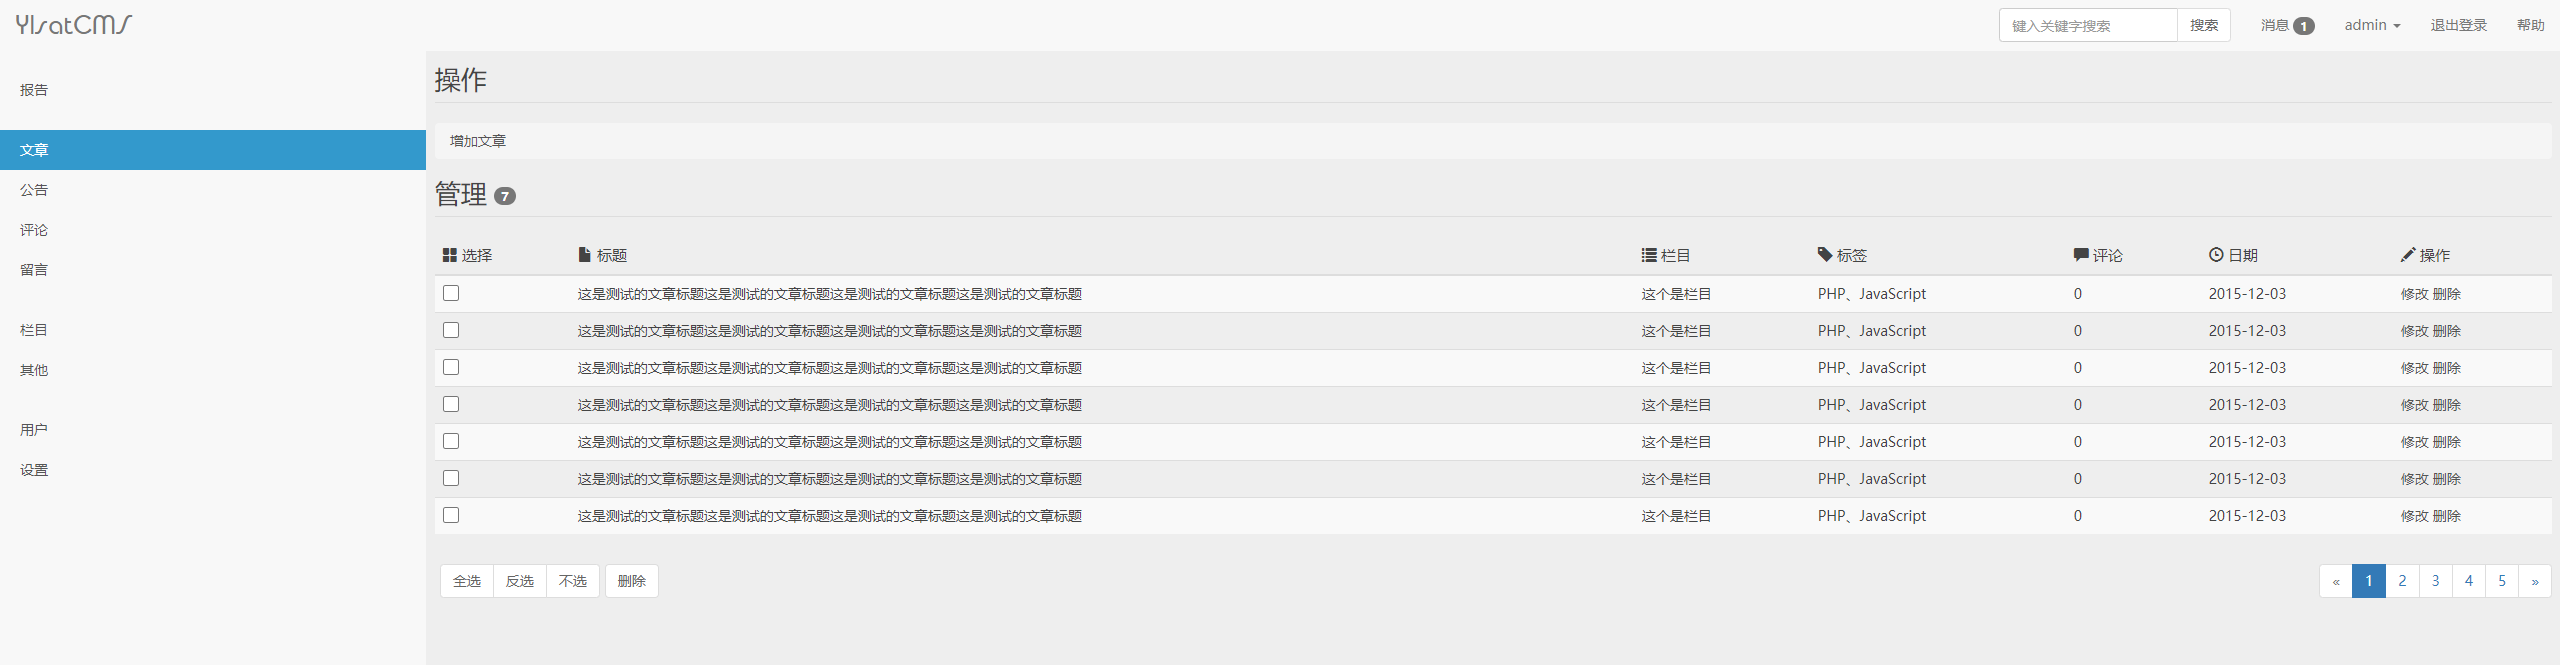 YlsatCMS
键入关键字搜索 搜索 消息 1 admin 退出登录 帮助
报告
文章
公告
评论
留言
栏目
其他
用户
设置
操作
增加文章
管理 7
选择 标题 栏目 标签 评论 日期 操作
这是测试的文章标题这是测试的文章标题这是测试的文章标题这是测试的文章标题 这个是栏目 PHP、JavaScript 0 2015-12-03 修改 删除
这是测试的文章标题这是测试的文章标题这是测试的文章标题这是测试的文章标题 这个是栏目 PHP、JavaScript 0 2015-12-03 修改 删除
这是测试的文章标题这是测试的文章标题这是测试的文章标题这是测试的文章标题 这个是栏目 PHP、JavaScript 0 2015-12-03 修改 删除
这是测试的文章标题这是测试的文章标题这是测试的文章标题这是测试的文章标题 这个是栏目 PHP、JavaScript 0 2015-12-03 修改 删除
这是测试的文章标题这是测试的文章标题这是测试的文章标题这是测试的文章标题 这个是栏目 PHP、JavaScript 0 2015-12-03 修改 删除
这是测试的文章标题这是测试的文章标题这是测试的文章标题这是测试的文章标题 这个是栏目 PHP、JavaScript 0 2015-12-03 修改 删除
这是测试的文章标题这是测试的文章标题这是测试的文章标题这是测试的文章标题 这个是栏目 PHP、JavaScript 0 2015-12-03 修改 删除
全选 反选 不选 删除 « 1 2 3 4 5 »